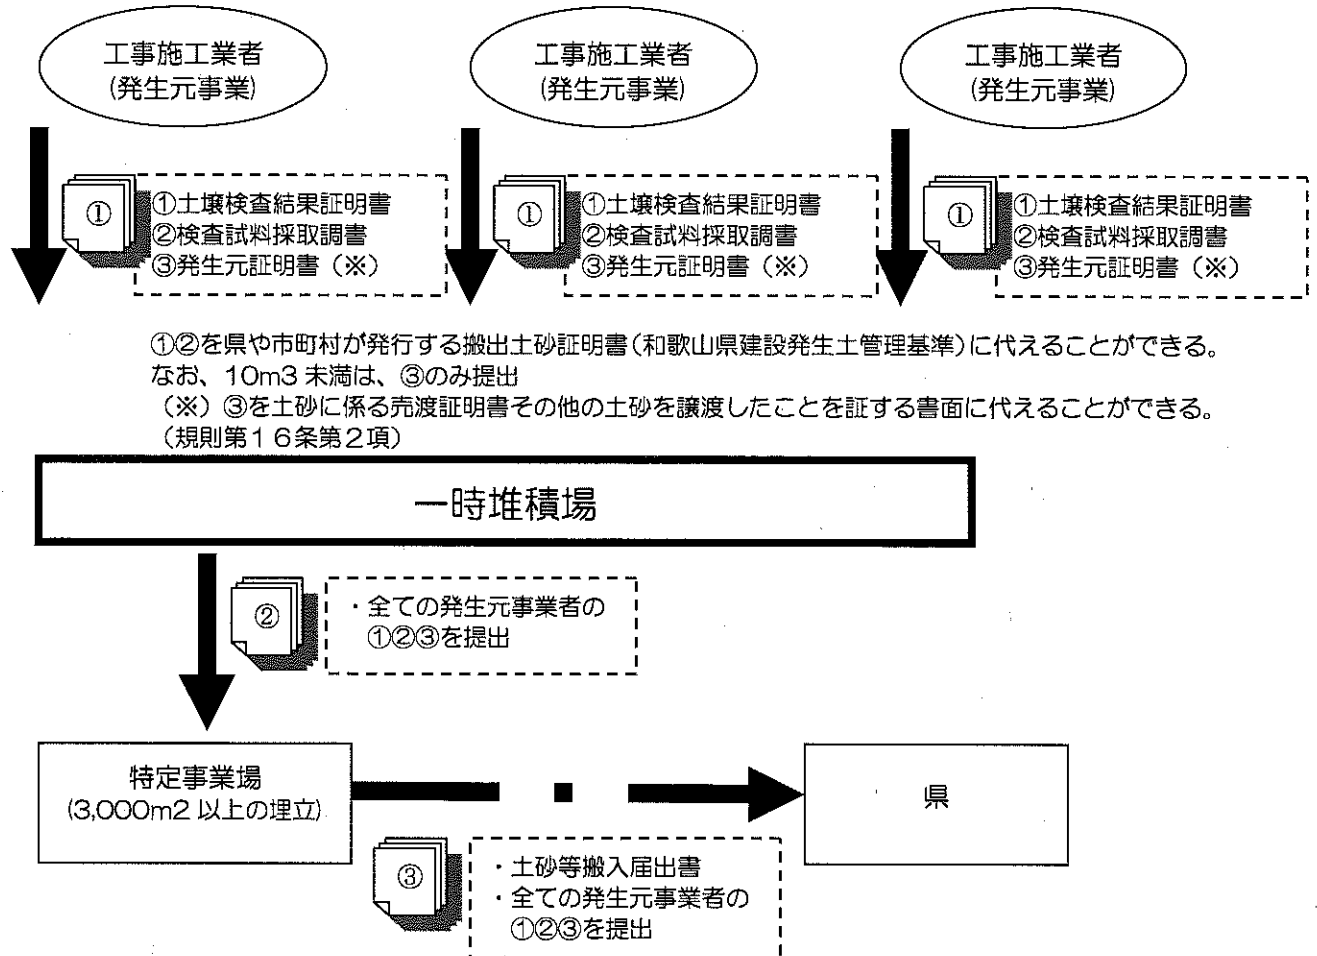 工事施工業者
(発生元事業)
工事施工業者
(発生元事業)
工事施工業者
(発生元事業)
①
①土壌検査結果証明書
②検査試料採取調書
③発生元証明書（※）
①
①土壌検査結果証明書
②検査試料採取調書
③発生元証明書（※）
①
①土壌検査結果証明書
②検査試料採取調書
③発生元証明書（※）
①②を県や市町村が発行する搬出土砂証明書(和歌山県建設発生土管理基準)に代えることができる。
なお、10m3 未満は、③のみ提出
（※）③を土砂に係る売渡証明書その他の土砂を譲渡したことを証する書面に代えることができる。
（規則第１６条第２項）
一時堆積場
②
・全ての発生元事業者の
①②③を提出
特定事業場
(3,000m2 以上の埋立)
県
③
・土砂等搬入届出書
・全ての発生元事業者の
①②③を提出